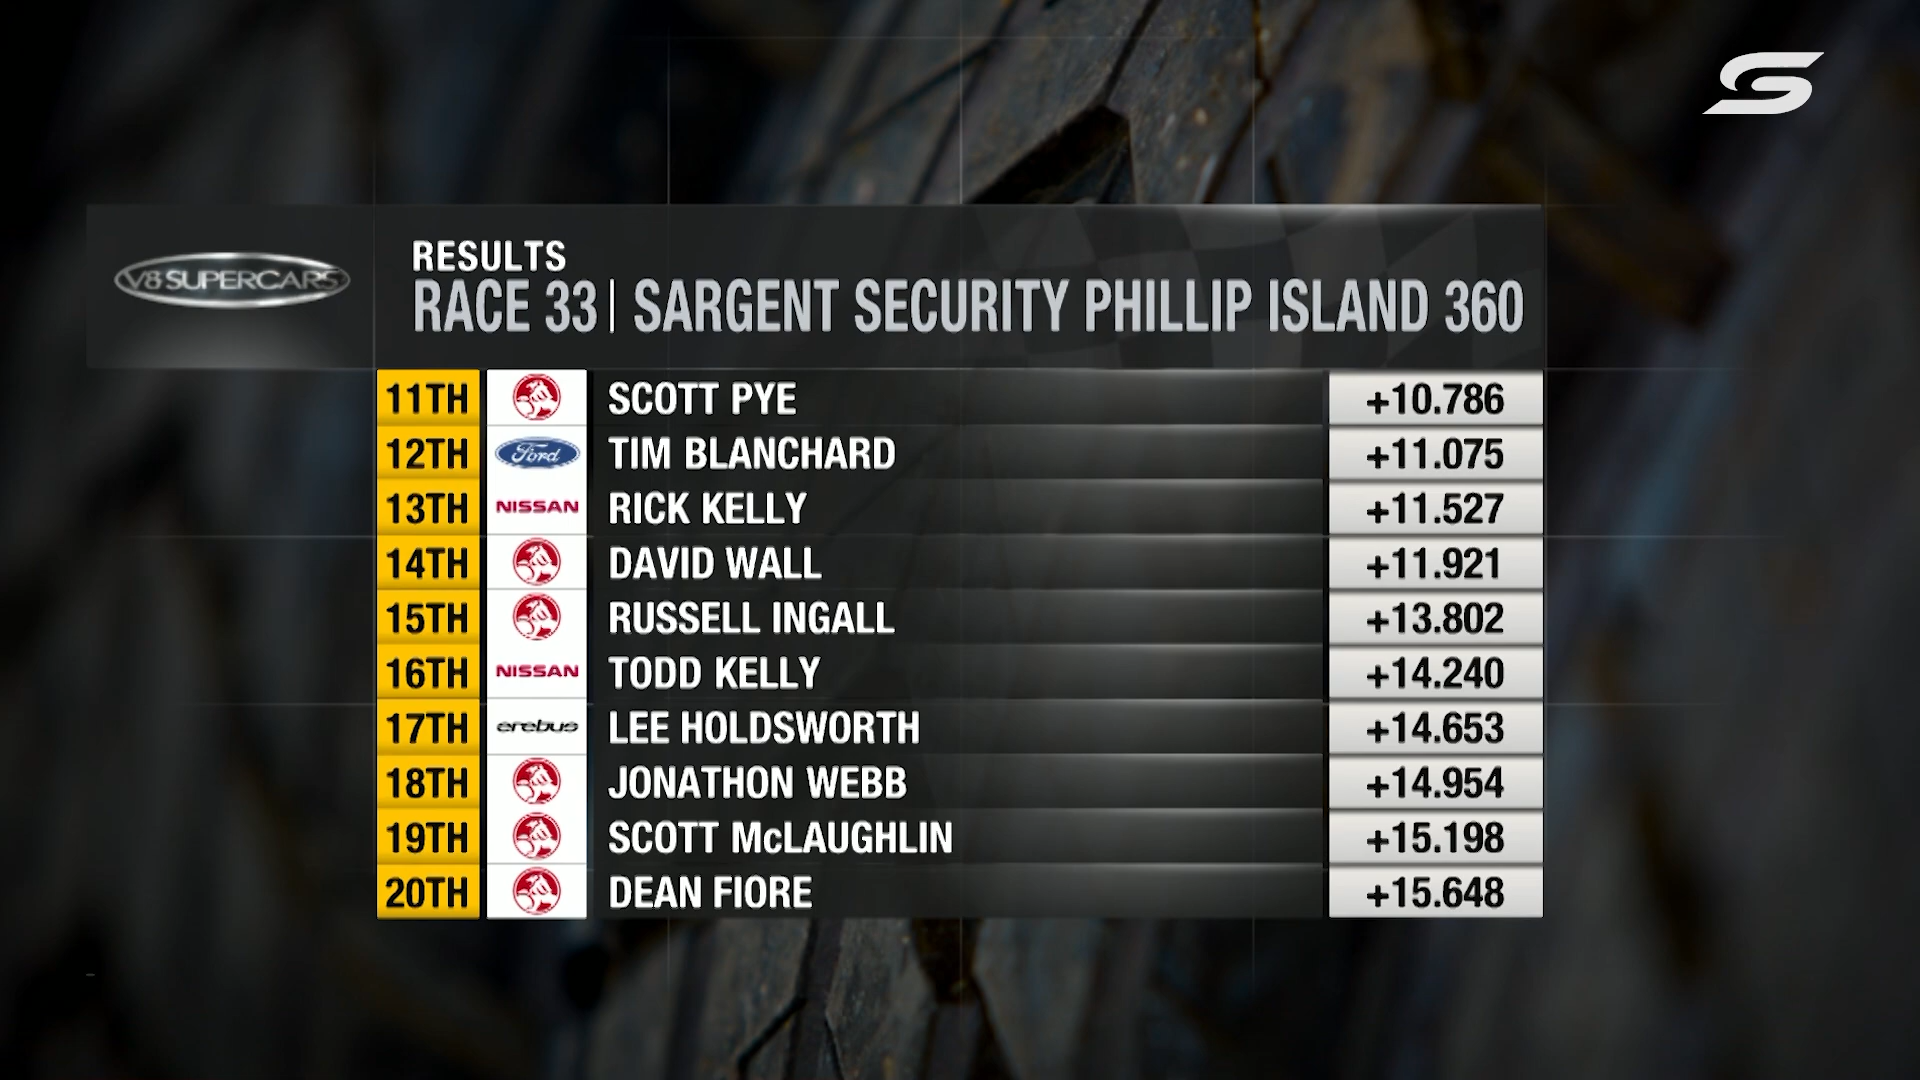 V8 SUPERCARS
RESULTS
RACE 33 | SARGENT SECURITY PHILLIP ISLAND 360
11TH SCOTT PYE +10.786
12TH Ford TIM BLANCHARD +11.075
13TH NISSAN RICK KELLY +11.527
14TH DAVID WALL +11.921
15TH RUSSELL INGALL +13.802
16TH NISSAN TODD KELLY +14.240
17TH erebus LEE HOLDSWORTH +14.653
18TH JONATHON WEBB +14.954
19TH SCOTT McLAUGHLIN +15.198
20TH DEAN FIORE +15.648